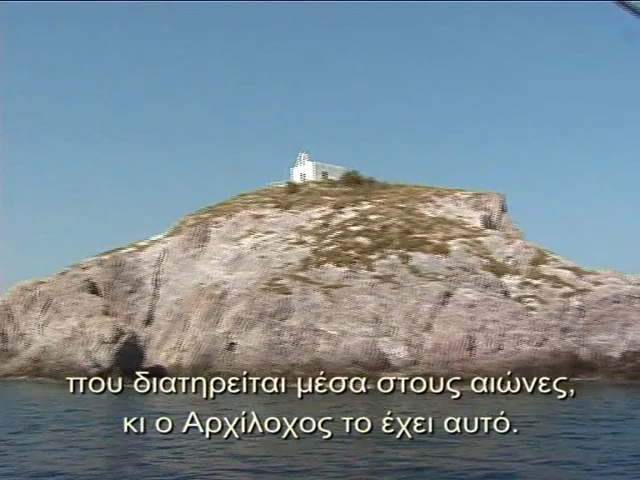 που διατηρείται μέσα στους αιώνες,
κι ο Αρχίλοχος το έχει αυτό.